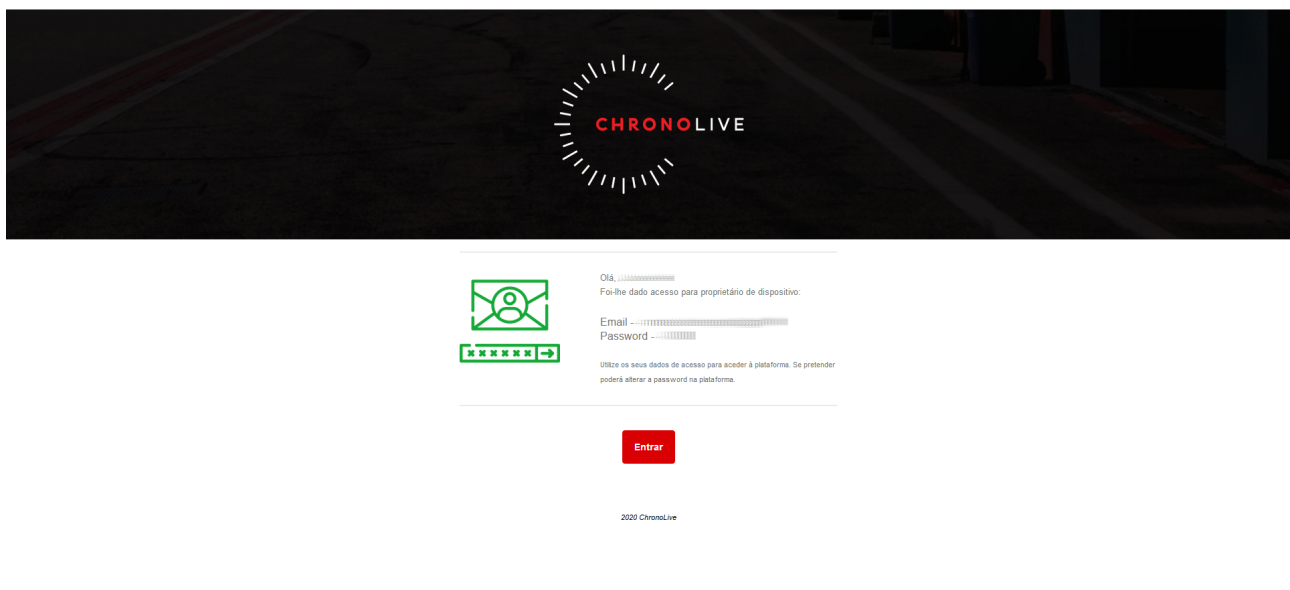 CHRONOLIVE
Olá,
Foi-lhe dado acesso para proprietário de dispositivo:
Email -
Password -
Utilize os seus dados de acesso para aceder à plataforma. Se pretender
poderá alterar a password na plataforma.
Entrar
2020 ChronoLive